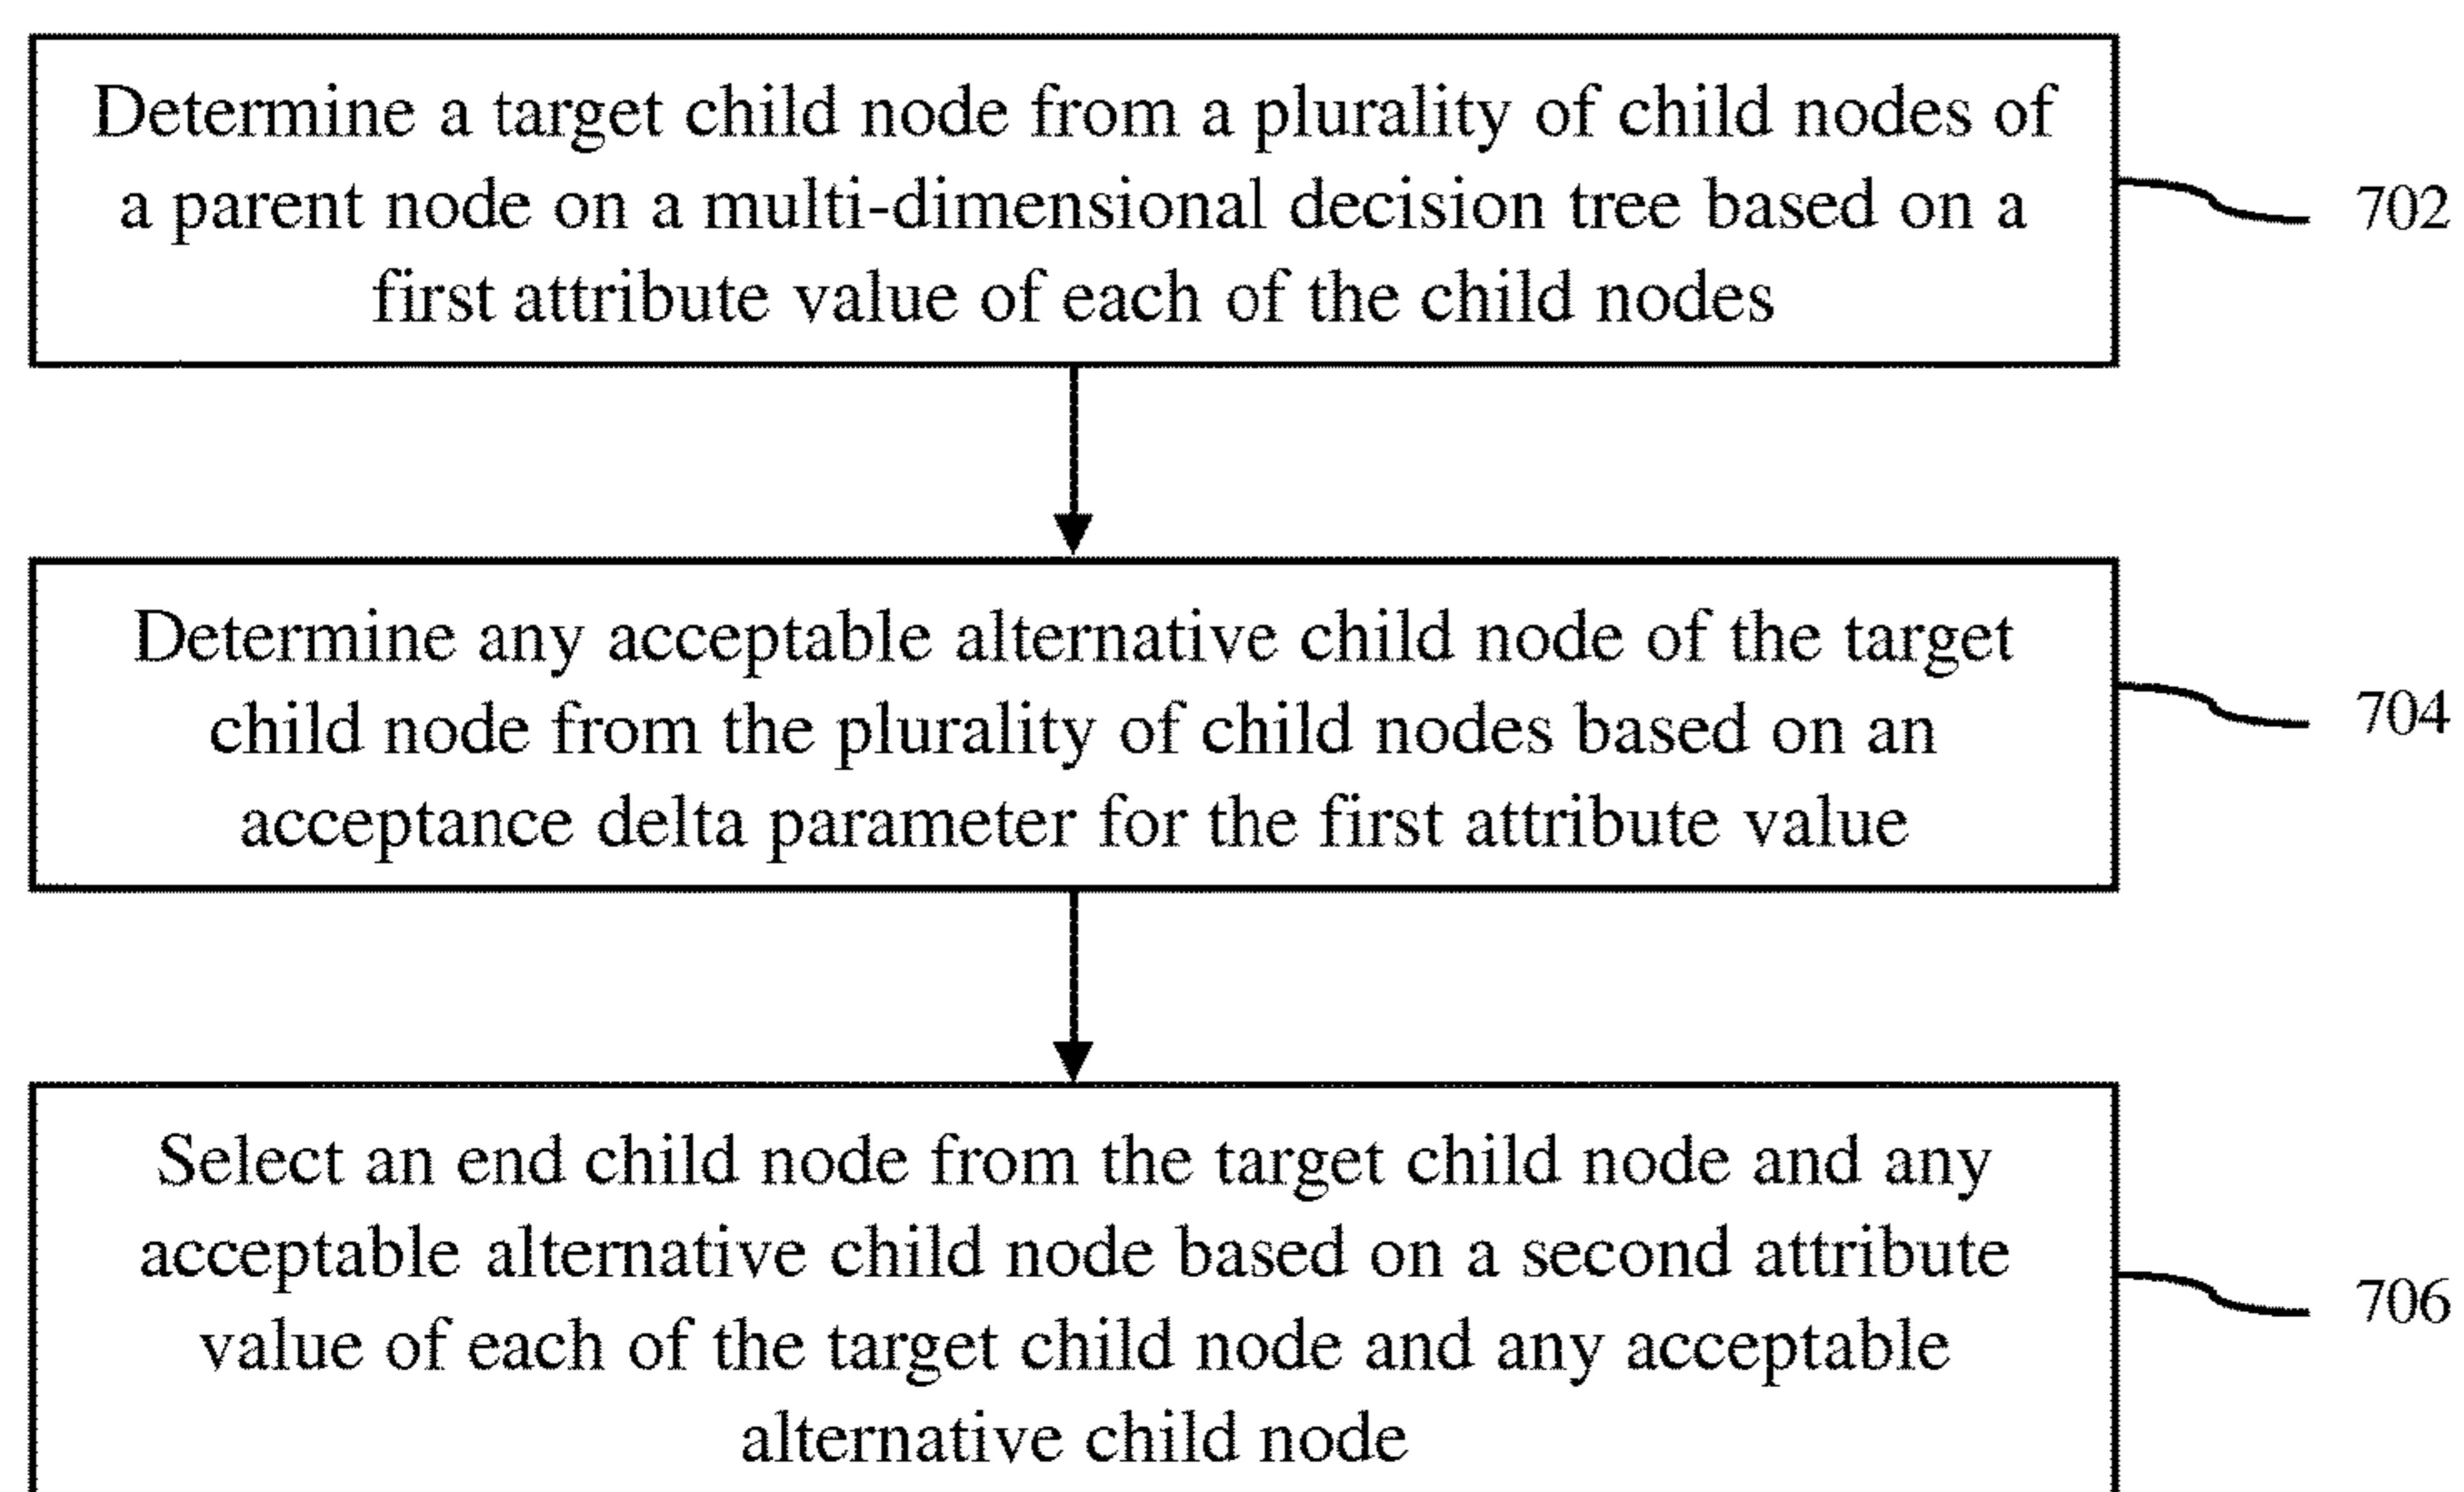 Determine a target child node from a plurality of child nodes of
a parent node on a multi-dimensional decision tree based on a
first attribute value of each of the child nodes
702
Determine any acceptable alternative child node of the target
child node from the plurality of child nodes based on an
acceptance delta parameter for the first attribute value
704
Select an end child node from the target child node and any
acceptable alternative child node based on a second attribute
value of each of the target child node and any acceptable
alternative child node
706